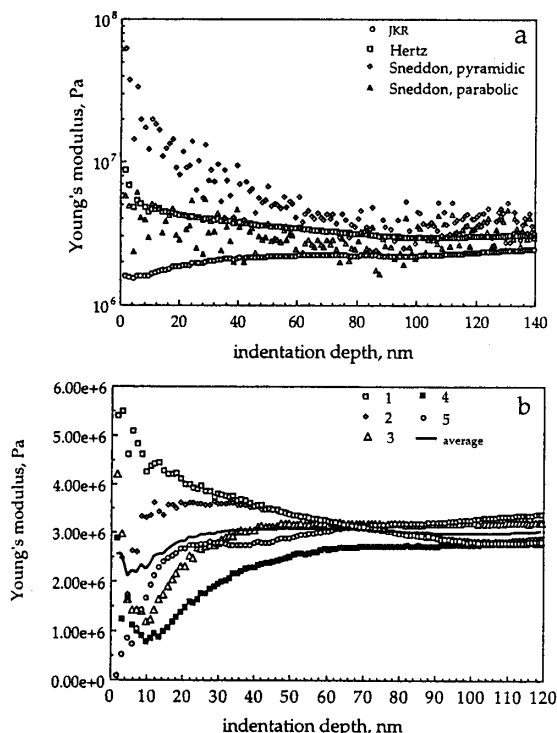 a
JKR
Hertz
Sneddon, pyramidic
Sneddon, parabolic
Young's modulus, Pa
10^8
10^7
10^6
0 20 40 60 80 100 120 140
indentation depth, nm
b
1 4
2 5
3 average
Young's modulus, Pa
6.00e+6
5.00e+6
4.00e+6
3.00e+6
2.00e+6
1.00e+6
0.00e+6
0 10 20 30 40 50 60 70 80 90 100 110 120
indentation depth, nm